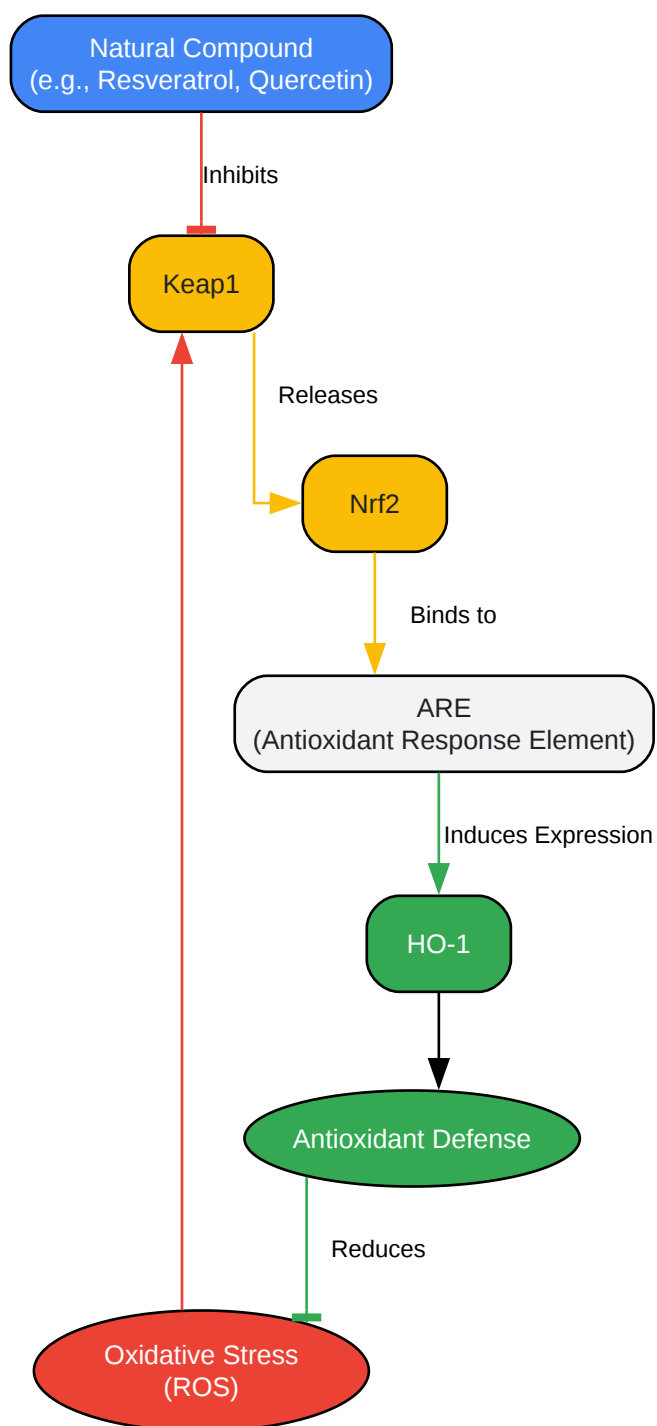 Natural Compound
(e.g., Resveratrol, Quercetin)
Inhibits
Keap1
Releases
Nrf2
Binds to
ARE
(Antioxidant Response Element)
Induces Expression
HO-1
Antioxidant Defense
Reduces
Oxidative Stress
(ROS)